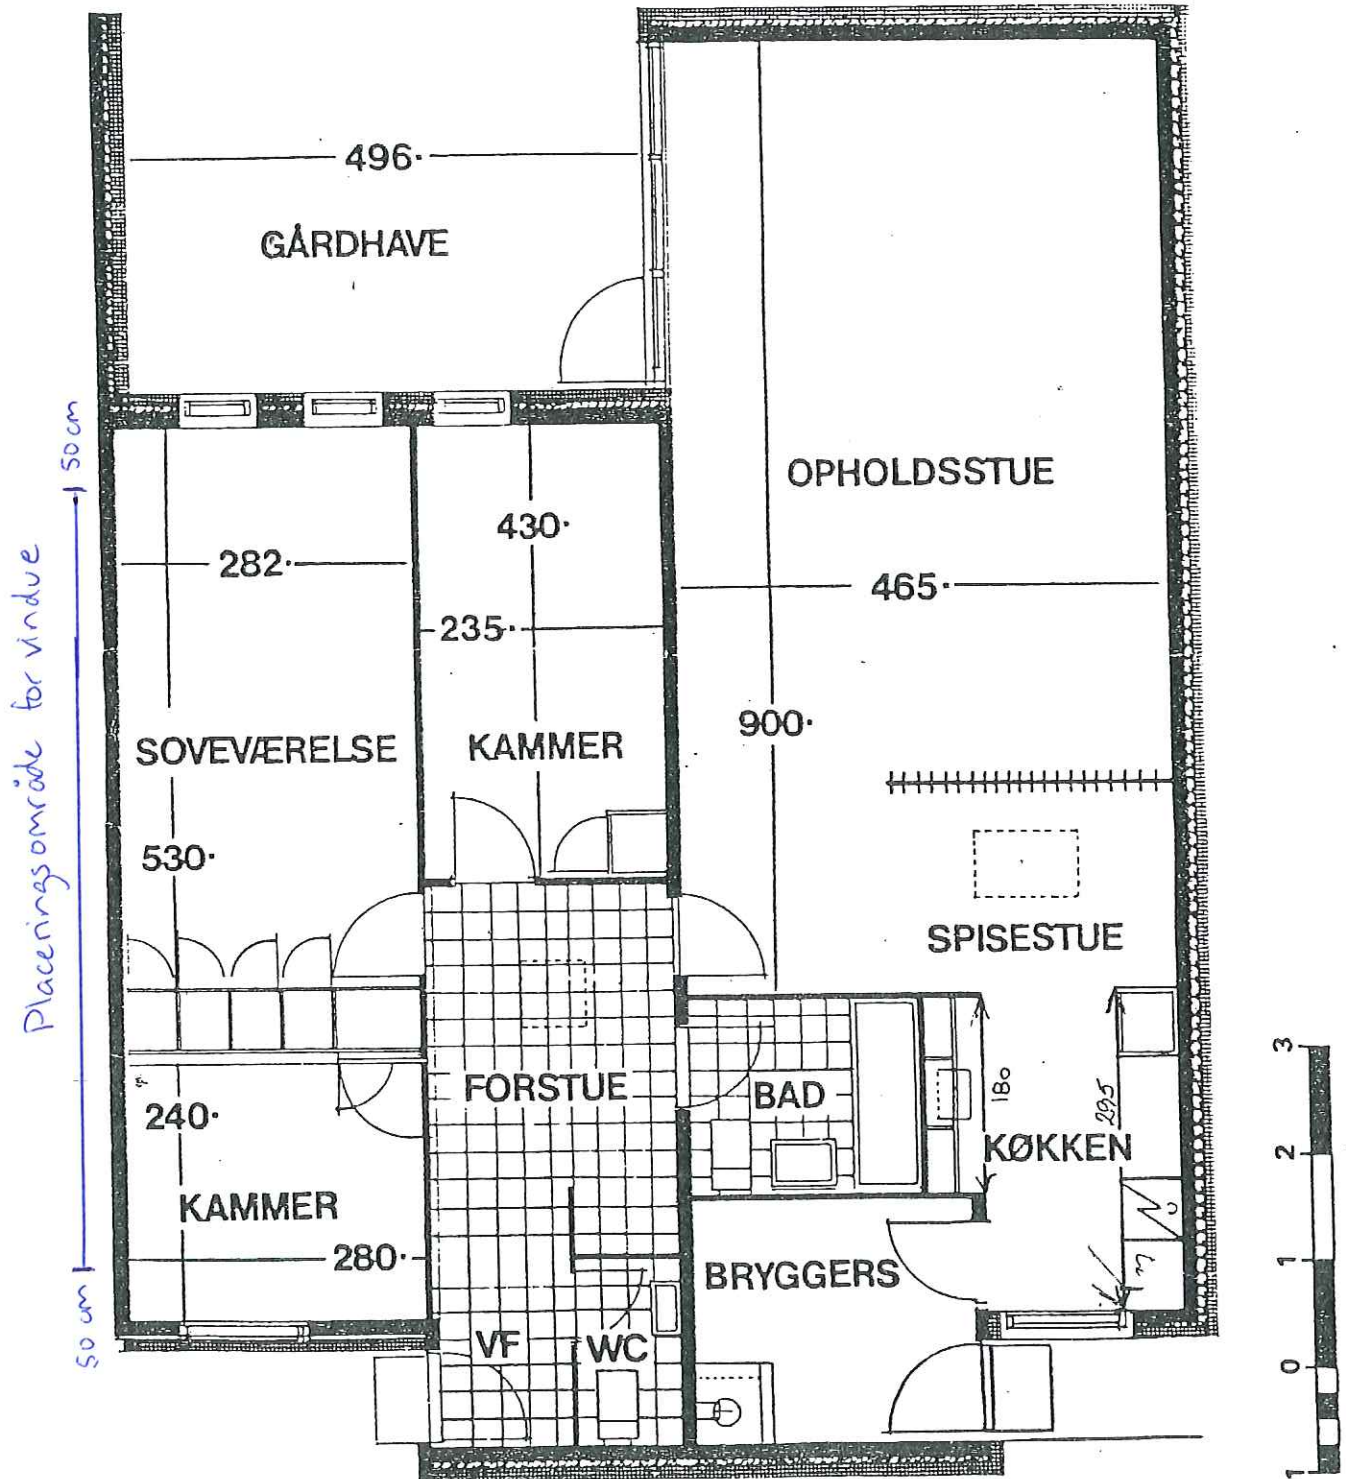 496.
GÅRDHAVE
50 cm
OPHOLDSSTUE
430.
282.
465.
235.
Placeringsområde for vindue
900.
SOVEVÆRELSE
KAMMER
530.
SPISESTUE
FORSTUE
BAD
180
295
240.
KØKKEN
KAMMER
280.
BRYGGERS
50 cm
VF
WC
3
2
1
0
1